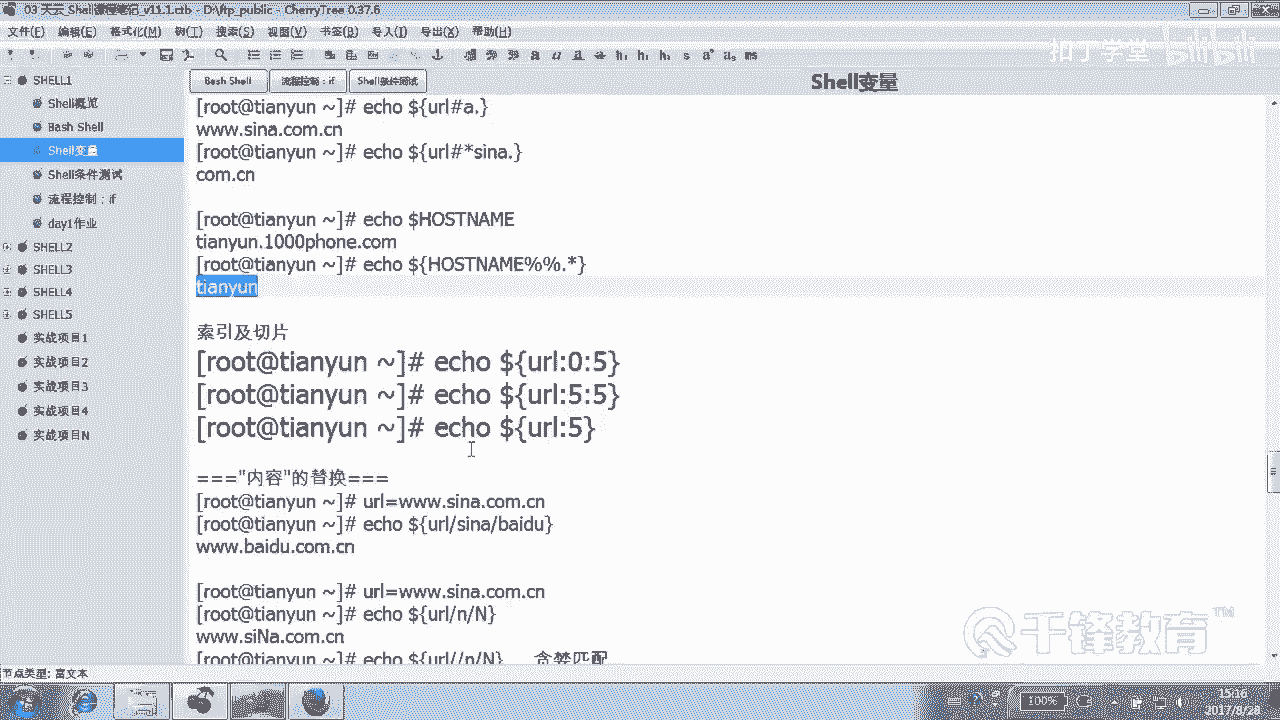 03 天云_Shell课程笔记_v11.1.ctb - D:\ftp_public - CherryTree 0.37.6
文件(F) 编辑(E) 格式化(M) 树(T) 搜索(S) 视图(V) 书签(B) 导入(I) 导出(X) 帮助(H)
扣丁学堂 bilibili
SHELL1
Shell概览
Bash Shell
Shell变量
Shell条件测试
流程控制：if
day1作业
SHELL2
SHELL3
SHELL4
SHELL5
实战项目1
实战项目2
实战项目3
实战项目4
实战项目N
Bash Shell 流程控制：if Shell条件测试
Shell变量
[root@tianyun ~]# echo ${url#a.}
www.sina.com.cn
[root@tianyun ~]# echo ${url#*sina.}
com.cn
[root@tianyun ~]# echo $HOSTNAME
tianyun.1000phone.com
[root@tianyun ~]# echo ${HOSTNAME%%.*}
tianyun
索引及切片
[root@tianyun ~]# echo ${url:0:5}
[root@tianyun ~]# echo ${url:5:5}
[root@tianyun ~]# echo ${url:5}
==="内容"的替换===
[root@tianyun ~]# url=www.sina.com.cn
[root@tianyun ~]# echo ${url/sina/baidu}
www.baidu.com.cn
[root@tianyun ~]# url=www.sina.com.cn
[root@tianyun ~]# echo ${url/n/N}
www.siNa.com.cn
[root@tianyun ~]# echo ${url//n/N} 贪婪匹配
千锋教育™
节点类型: 富文本
100%
15:16
2017/8/28